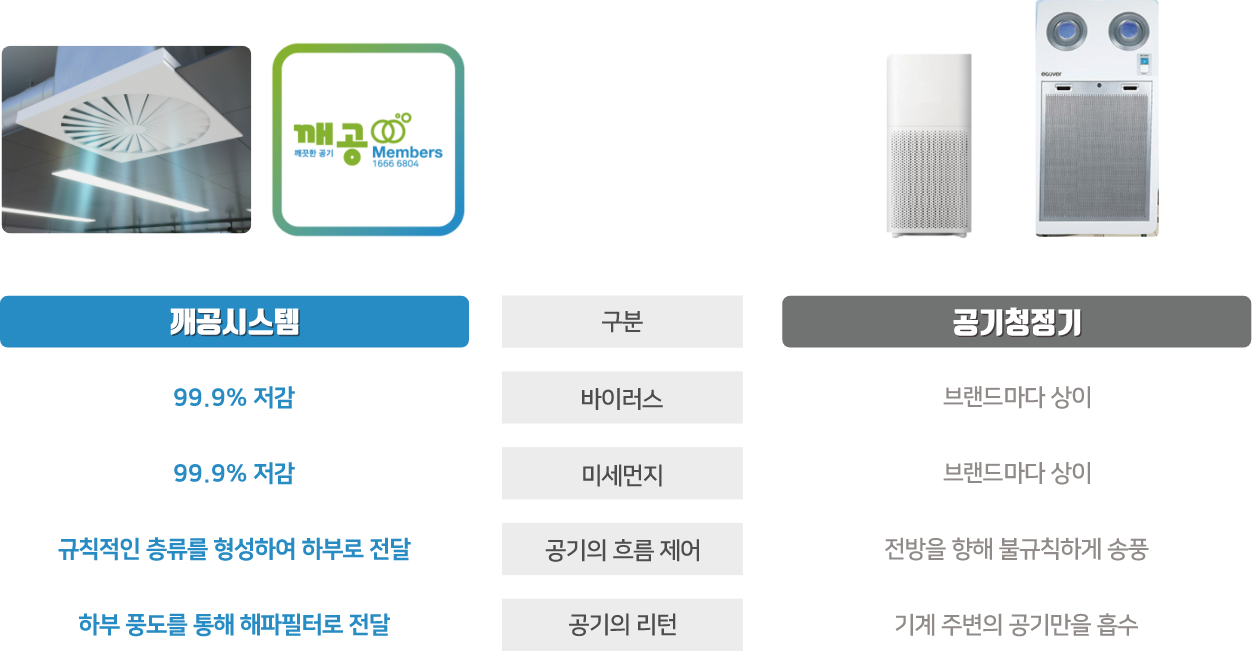 ecover
깨공
깨끗한 공기
Members
1666 6804
깨공시스템 구분 공기청정기
99.9% 저감 바이러스 브랜드마다 상이
99.9% 저감 미세먼지 브랜드마다 상이
규칙적인 층류를 형성하여 하부로 전달 공기의 흐름 제어 전방을 향해 불규칙하게 송풍
하부 풍도를 통해 해파필터로 전달 공기의 리턴 기계 주변의 공기만을 흡수